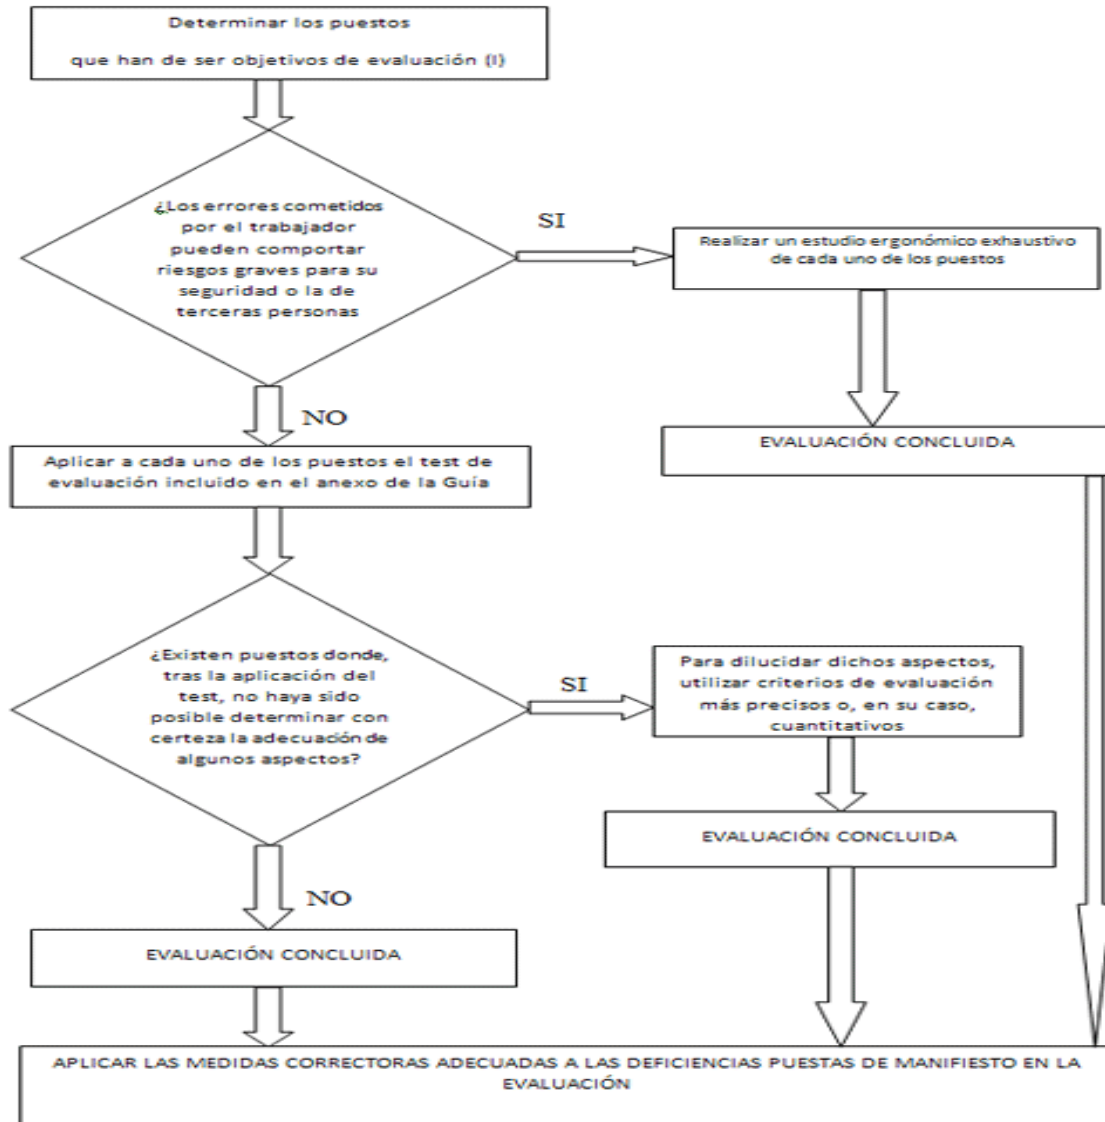 Determinar los puestos
que han de ser objetivos de evaluación (I)
¿Los errores cometidos
por el trabajador
pueden comportar
riesgos graves para su
seguridad o la de
terceras personas
SI
Realizar un estudio ergonómico exhaustivo
de cada uno de los puestos
EVALUACIÓN CONCLUIDA
NO
Aplicar a cada uno de los puestos el test de
evaluación incluido en el anexo de la Guía
¿Existen puestos donde,
tras la aplicación del
test, no haya sido
posible determinar con
certeza la adecuación de
algunos aspectos?
SI
Para dilucidar dichos aspectos,
utilizar criterios de evaluación
más precisos o, en su caso,
cuantitativos
EVALUACIÓN CONCLUIDA
NO
EVALUACIÓN CONCLUIDA
APLICAR LAS MEDIDAS CORRECTORAS ADECUADAS A LAS DEFICIENCIAS PUESTAS DE MANIFIESTO EN LA
EVALUACIÓN